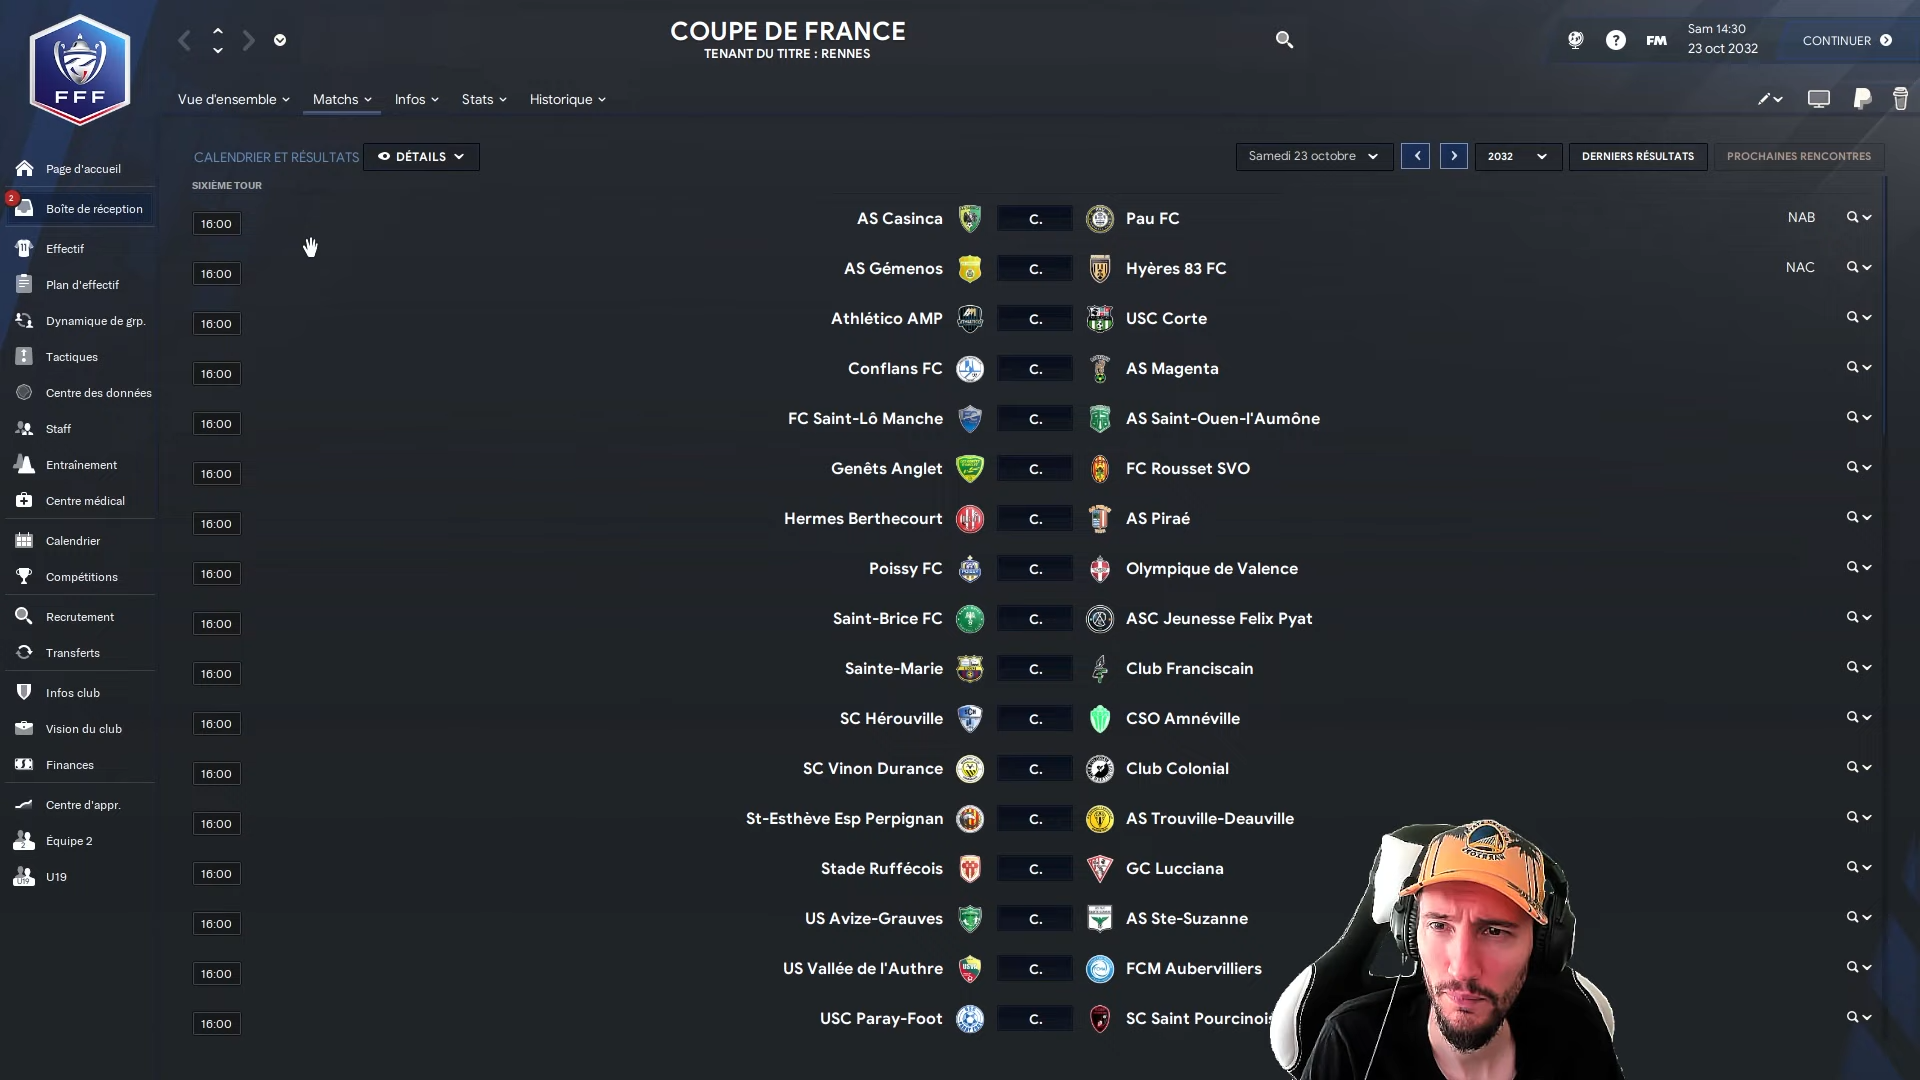 COUPE DE FRANCE
TENANT DU TITRE : RENNES
FM
Sam 14:30
23 oct 2032
CONTINUER
FFF
Vue d'ensemble
Matchs
Infos
Stats
Historique
CALENDRIER ET RÉSULTATS
DÉTAILS
Samedi 23 octobre
2032
DERNIERS RÉSULTATS
PROCHAINES RENCONTRES
SIXIÈME TOUR
Page d'accueil
2
Boîte de réception
Effectif
Plan d'effectif
Dynamique de grp.
Tactiques
Centre des données
Staff
Entraînement
Centre médical
Calendrier
Compétitions
Recrutement
Transferts
Infos club
Vision du club
Finances
Centre d'appr.
2
Équipe 2
U19
U19
16:00 AS Casinca C. Pau FC NAB
16:00 AS Gémenos C. Hyères 83 FC NAC
16:00 Athlético AMP C. USC Corte
16:00 Conflans FC C. AS Magenta
16:00 FC Saint-Lô Manche C. AS Saint-Ouen-l'Aumône
16:00 Genêts Anglet C. FC Rousset SVO
16:00 Hermes Berthecourt C. AS Piraé
16:00 Poissy FC C. Olympique de Valence
16:00 Saint-Brice FC C. ASC Jeunesse Felix Pyat
16:00 Sainte-Marie C. Club Franciscain
16:00 SC Hérouville C. CSO Amnéville
16:00 SC Vinon Durance C. Club Colonial
16:00 St-Esthève Esp Perpignan C. AS Trouville-Deauville
16:00 Stade Ruffécois C. GC Lucciana
16:00 US Avize-Grauves C. AS Ste-Suzanne
16:00 US Vallée de l'Authre C. FCM Aubervilliers
16:00 USC Paray-Foot C. SC Saint Pourcinois